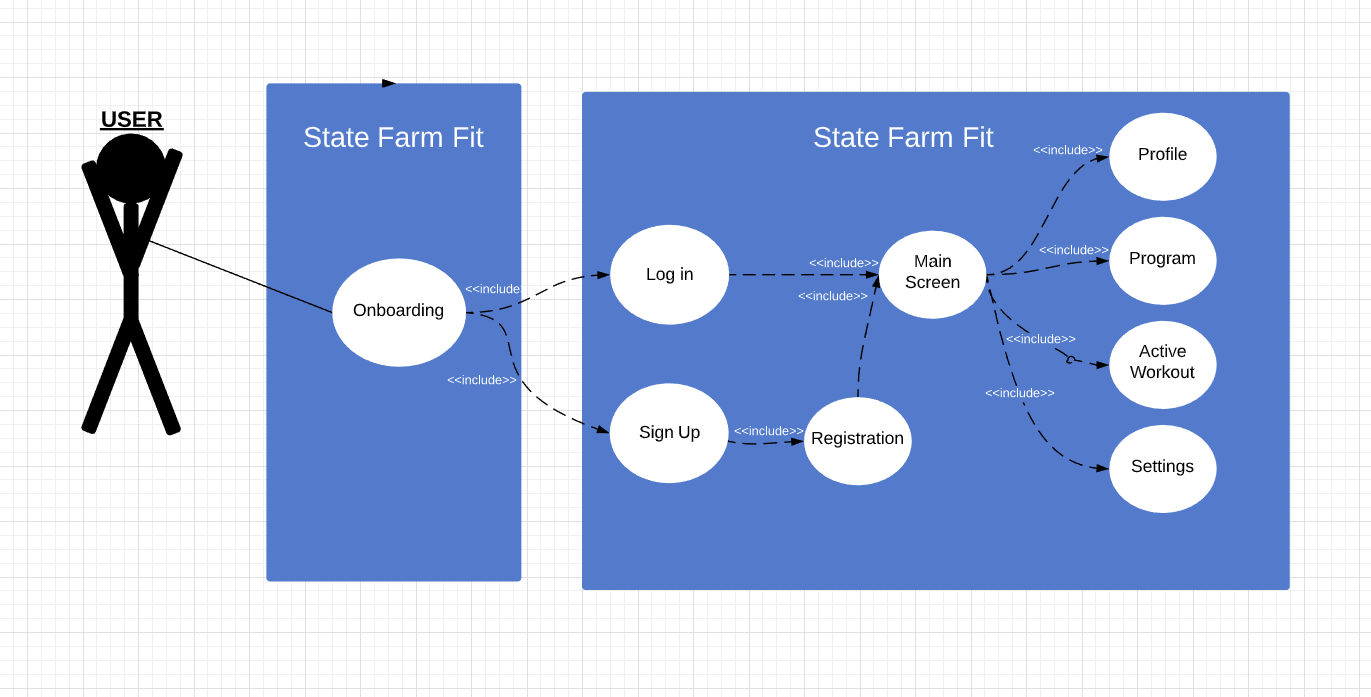 USER
State Farm Fit
Onboarding
<<include
<<include>>
State Farm Fit
Log in
<<include>>
<<include>>
Main
Screen
Sign Up
<<include>>
Registration
<<include>>
Profile
<<include>>
Program
<<include>>
Active
Workout
<<include>>
Settings